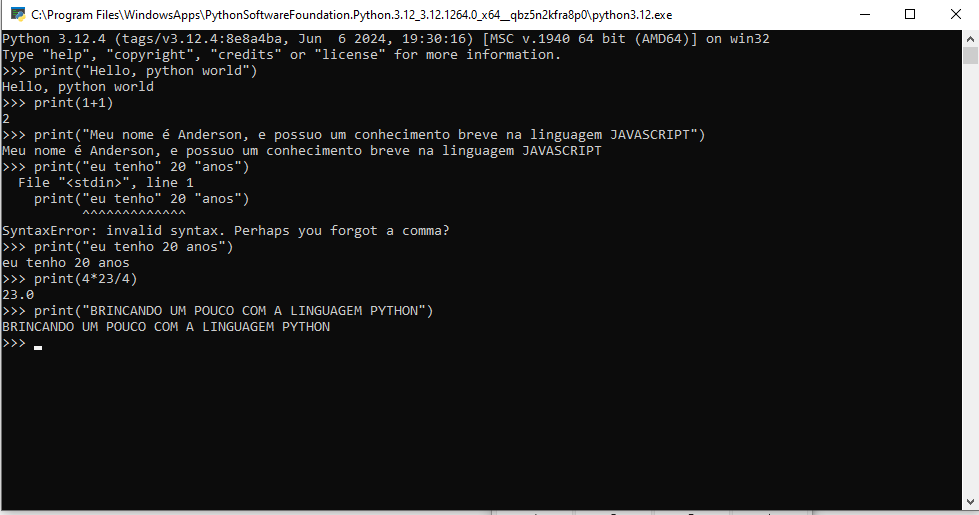 C:\Program Files\WindowsApps\PythonSoftwareFoundation.Python.3.12_3.12.1264.0_x64__qbz5n2kfra8p0\python3.12.exe
Python 3.12.4 (tags/v3.12.4:8e8a4ba, Jun  6 2024, 19:30:16) [MSC v.1940 64 bit (AMD64)] on win32
Type "help", "copyright", "credits" or "license" for more information.
>>> print("Hello, python world")
Hello, python world
>>> print(1+1)
2
>>> print("Meu nome é Anderson, e possuo um conhecimento breve na linguagem JAVASCRIPT")
Meu nome é Anderson, e possuo um conhecimento breve na linguagem JAVASCRIPT
>>> print("eu tenho" 20 "anos")
  File "<stdin>", line 1
    print("eu tenho" 20 "anos")
          ^^^^^^^^^^^^^
SyntaxError: invalid syntax. Perhaps you forgot a comma?
>>> print("eu tenho 20 anos")
eu tenho 20 anos
>>> print(4*23/4)
23.0
>>> print("BRINCANDO UM POUCO COM A LINGUAGEM PYTHON")
BRINCANDO UM POUCO COM A LINGUAGEM PYTHON
>>>